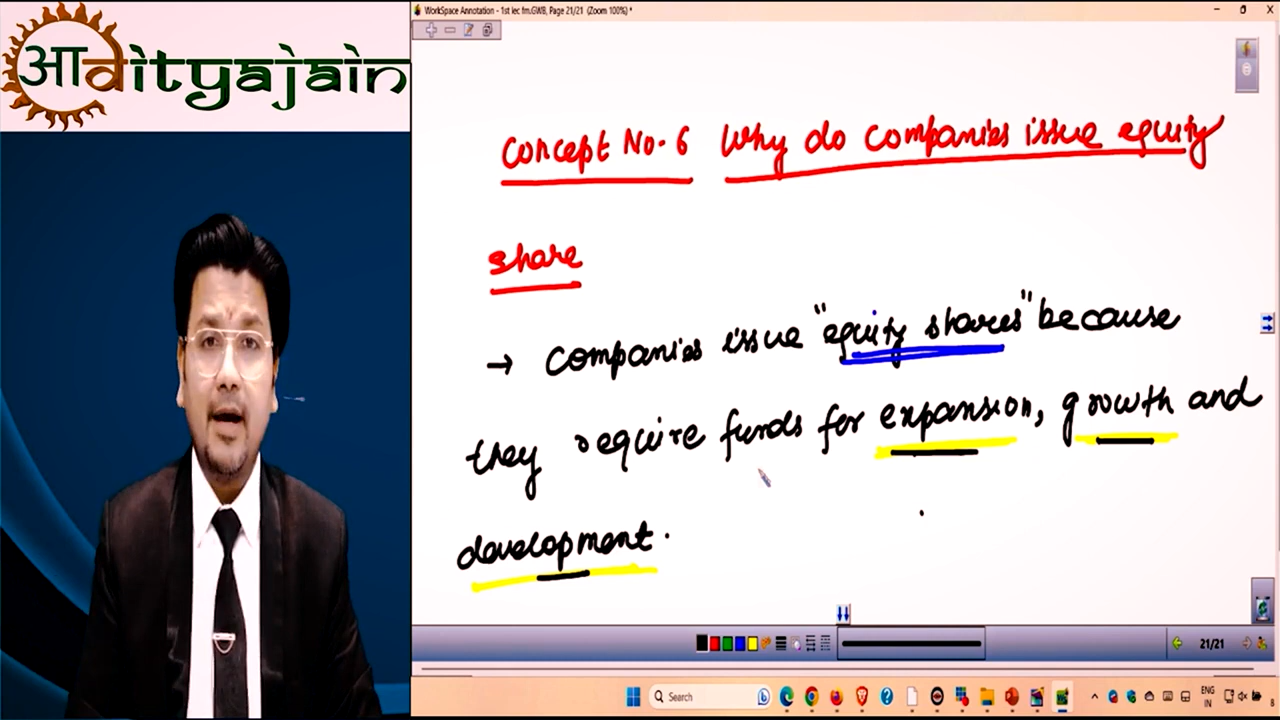 आdityajain
WorkSpace Annotation - 1st lec fm.GWB, Page 21/21 (Zoom 100%) *
Concept No. 6 Why do companies issue equity
share
→ Companies issue "equity shares" because
they require funds for expansion, growth and
development.
21/21
Search
ENG
IN